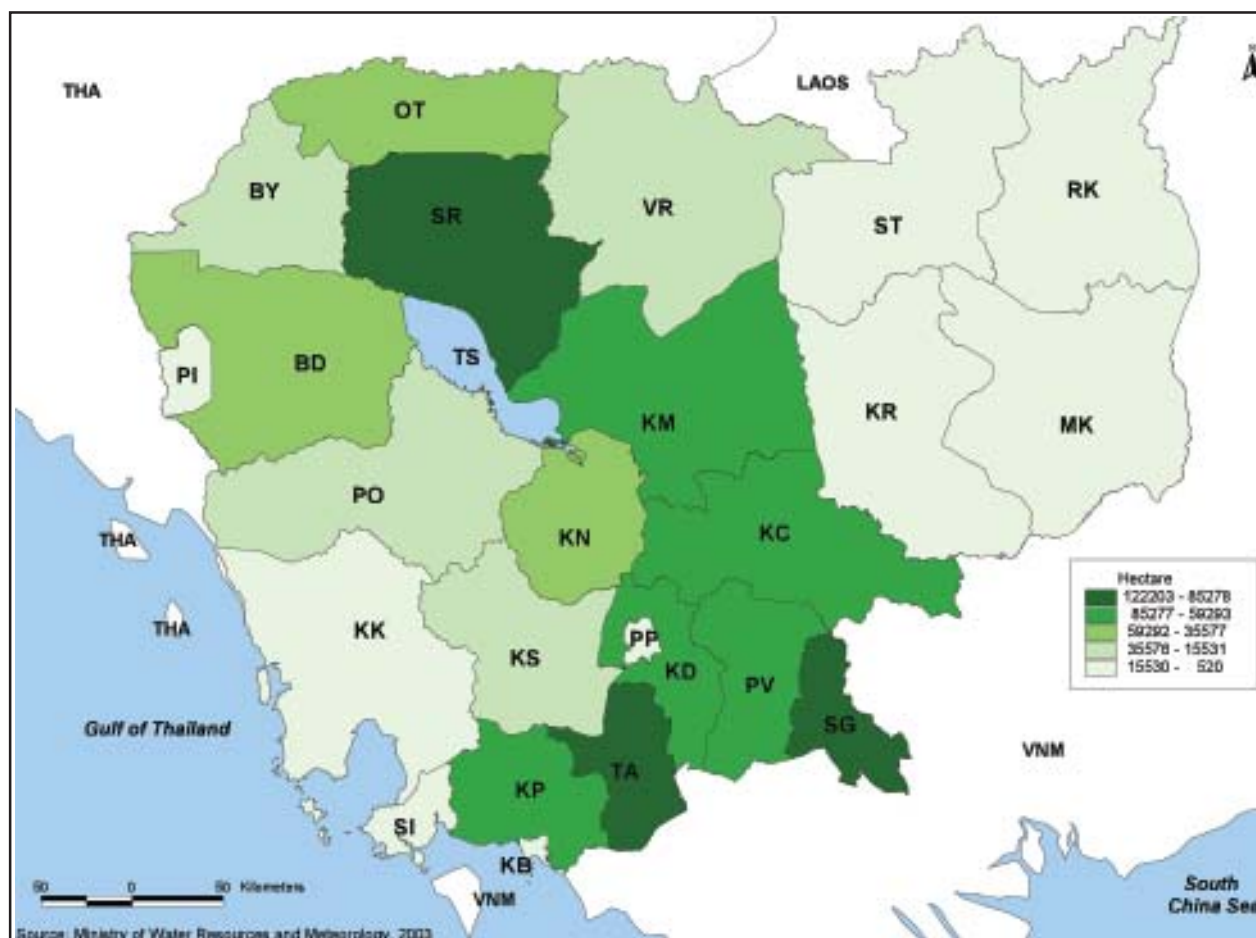 THA
LAOS
OT
BY
SR
VR
ST
RK
PI
BD
TS
KM
KR
MK
PO
KN
KC
THA
THA
KK
KS
PP
KD
PV
SG
TA
KP
SI
KB
VNM
VNM
Gulf of Thailand
South
China Sea
Hectare
122203 - 85278
85277 - 59293
59292 - 35577
35576 - 15531
15530 - 520
50 0 50 Kilometers
Source: Ministry of Water Resources and Meteorology, 2003